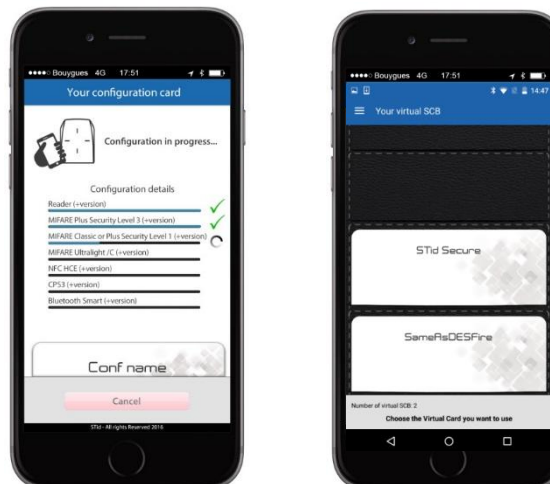 Bouygues 4G 17:51
Your configuration card
Configuration in progress...
Configuration details
Reader (+version)
MIFARE Plus Security Level 3 (+version)
MIFARE Classic or Plus Security Level 1 (+version)
MIFARE Ultralight /C (+version)
NFC HCE (+version)
CPS3 (+version)
Bluetooth Smart (+version)
Conf name
Cancel
STid - All rights Reserved 2016
Bouygues 4G 17:51
14:47
Your virtual SCB
STid Secure
SameAsDESFire
Number of virtual SCB: 2
Choose the Virtual Card you want to use